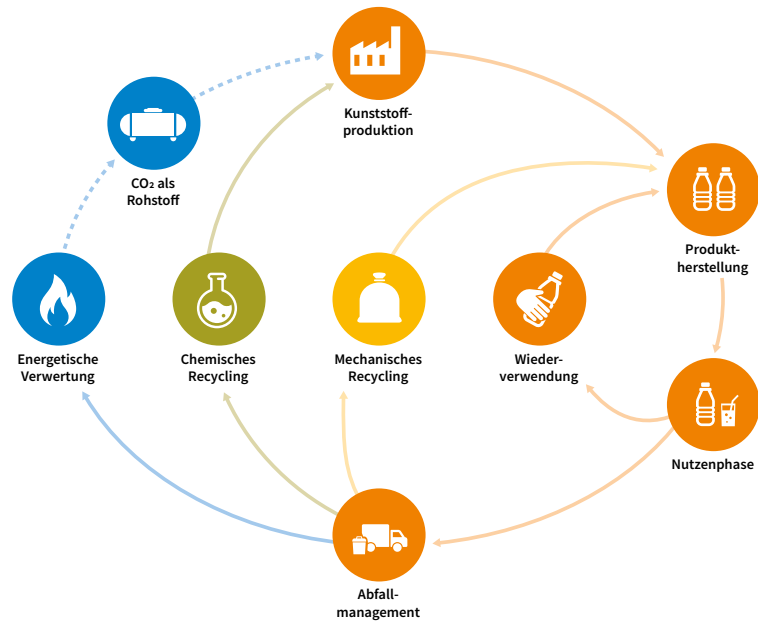 Kunststoff-
produktion
CO₂ als
Rohstoff
Produkt-
herstellung
Energetische
Verwertung
Chemisches
Recycling
Mechanisches
Recycling
Wieder-
verwendung
Nutzenphase
Abfall-
management